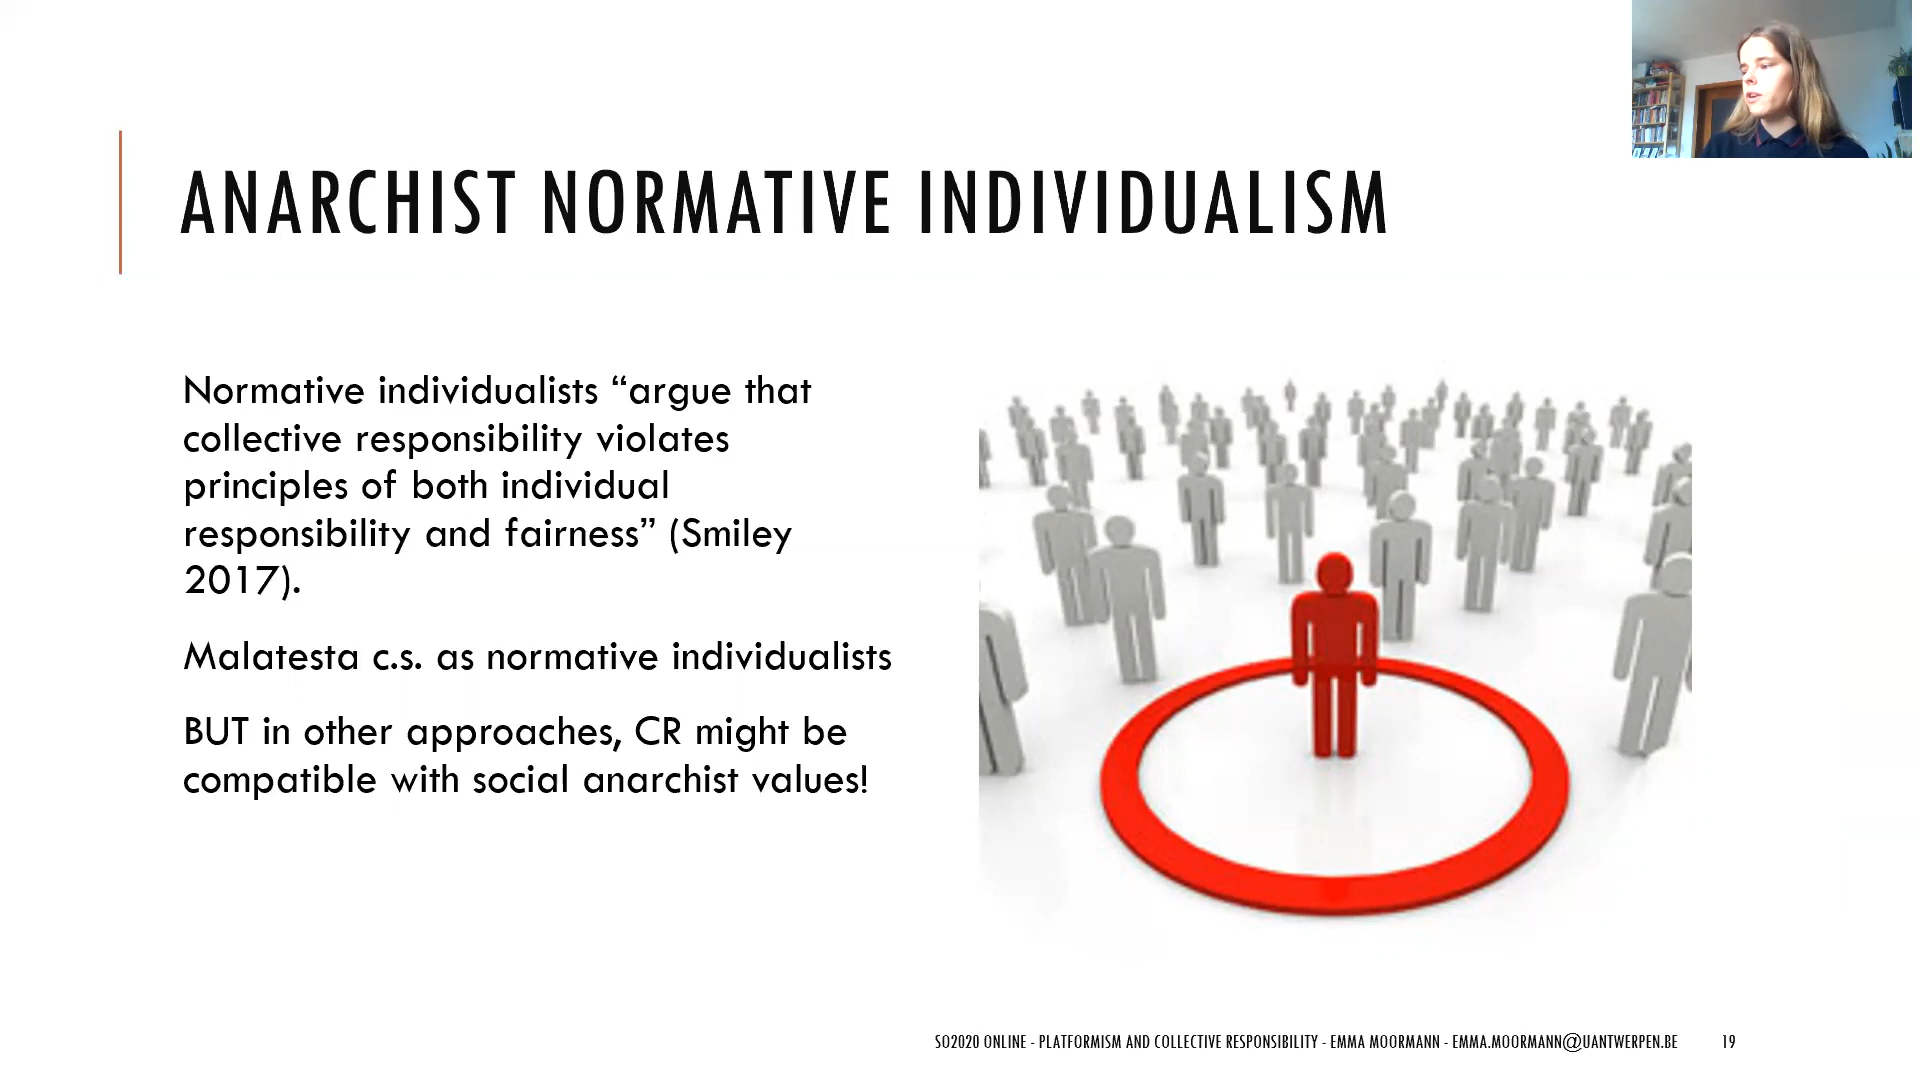 ANARCHIST NORMATIVE INDIVIDUALISM
Normative individualists “argue that
collective responsibility violates
principles of both individual
responsibility and fairness” (Smiley
2017).
Malatesta c.s. as normative individualists
BUT in other approaches, CR might be
compatible with social anarchist values!
SO2020 ONLINE - PLATFORMISM AND COLLECTIVE RESPONSIBILITY - EMMA MOORMANN - EMMA.MOORMANN@UANTWERPEN.BE 19